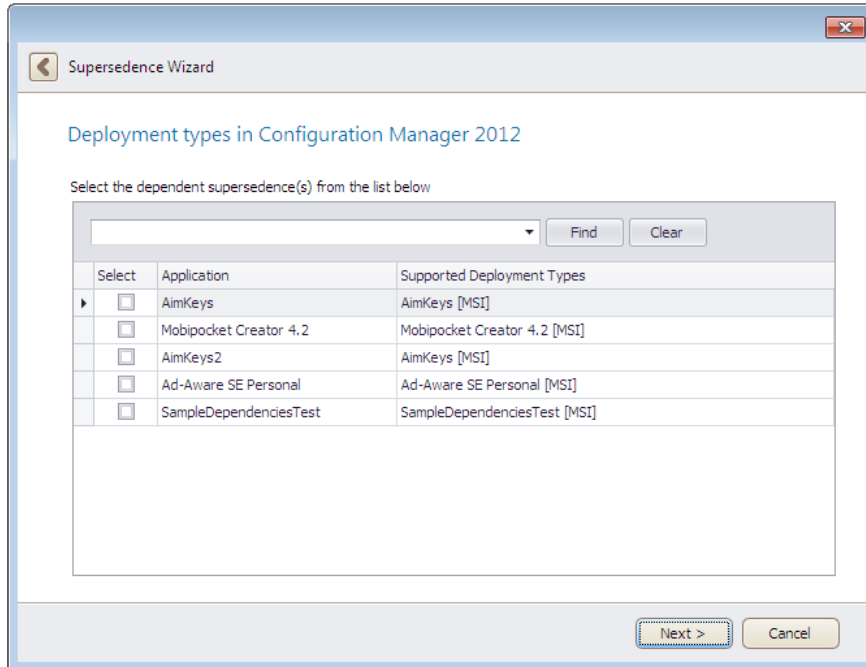 Supersedence Wizard
Deployment types in Configuration Manager 2012
Select the dependent supersedence(s) from the list below
Find Clear
Select Application Supported Deployment Types
AimKeys AimKeys [MSI]
Mobipocket Creator 4.2 Mobipocket Creator 4.2 [MSI]
AimKeys2 AimKeys [MSI]
Ad-Aware SE Personal Ad-Aware SE Personal [MSI]
SampleDependenciesTest SampleDependenciesTest [MSI]
Next > Cancel